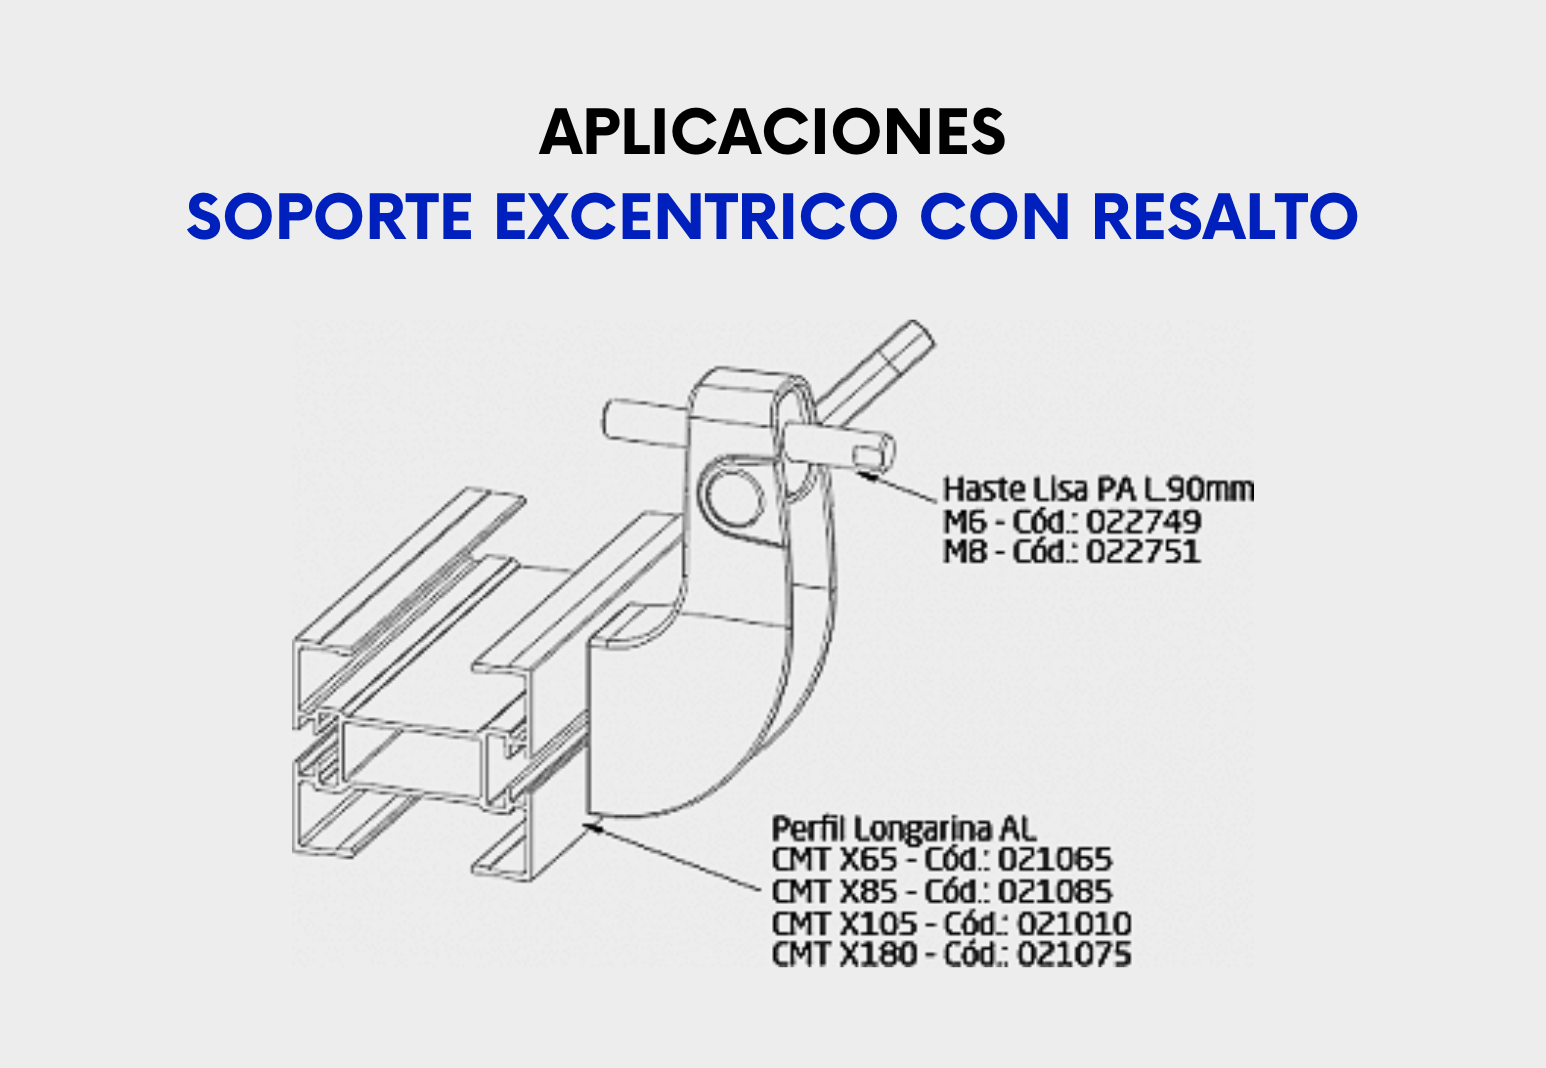 APLICACIONES
SOPORTE EXCENTRICO CON RESALTO
Haste Lisa PA L.90mm
M6 - Cód.: 022749
M8 - Cód.: 022751
Perfil Longarina AL
CMT X65 - Cód.: 021065
CMT X85 - Cód.: 021085
CMT X105 - Cód.: 021010
CMT X180 - Cód.: 021075